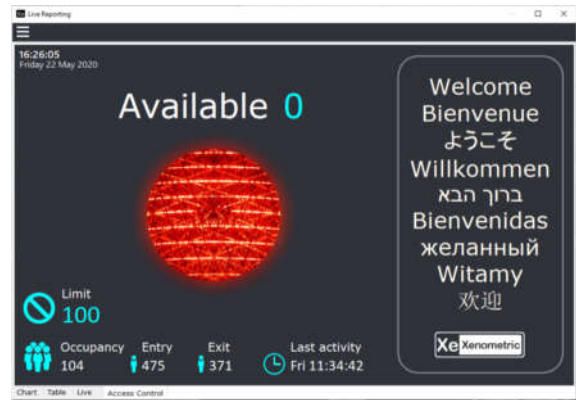 Live Reporting
16:26:05
Friday 22 May 2020
Available 0
Limit
100
Occupancy
104
Entry
475
Exit
371
Last activity
Fri 11:34:42
Welcome
Bienvenue
ようこそ
Willkommen
ברוך הבא
Bienvenidas
желанный
Witamy
欢迎
Xe Xenometric
Chart Table Live Access Control